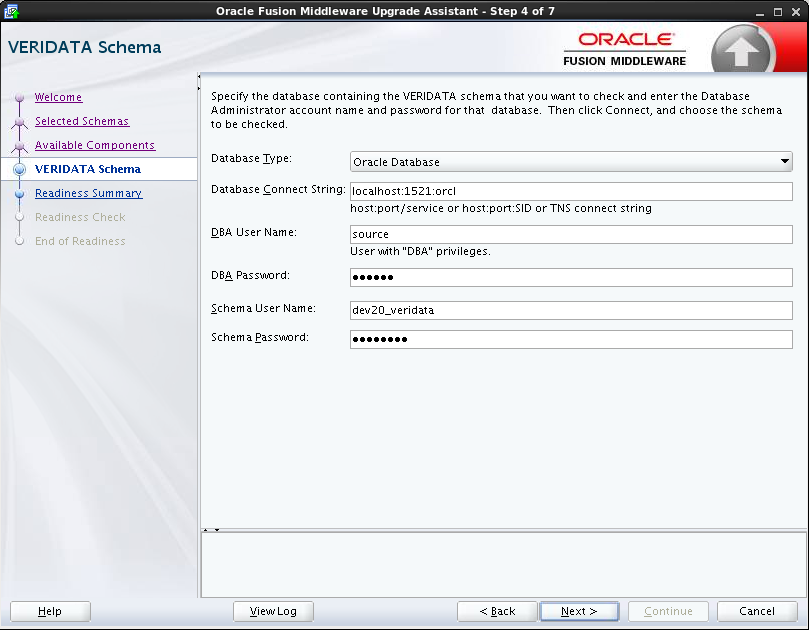 Oracle Fusion Middleware Upgrade Assistant - Step 4 of 7
VERIDATA Schema
ORACLE®
FUSION MIDDLEWARE
Welcome
Selected Schemas
Available Components
VERIDATA Schema
Readiness Summary
Readiness Check
End of Readiness
Specify the database containing the VERIDATA schema that you want to check and enter the Database
Administrator account name and password for that database. Then click Connect, and choose the schema
to be checked.
Database Type: Oracle Database
Database Connect String: localhost:1521:orcl
host:port/service or host:port:SID or TNS connect string
DBA User Name: source
User with "DBA" privileges.
DBA Password: ••••••
Schema User Name: dev20_veridata
Schema Password: ••••••••
Help View Log < Back Next > Continue Cancel